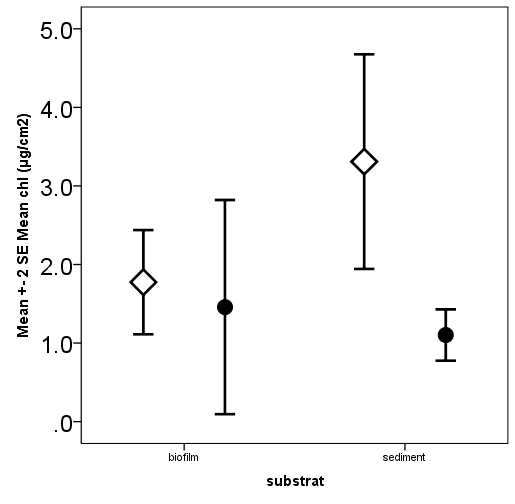 5.0
4.0
3.0
2.0
1.0
.0
Mean +- 2 SE Mean chl (µg/cm2)
biofilm sediment
substrat